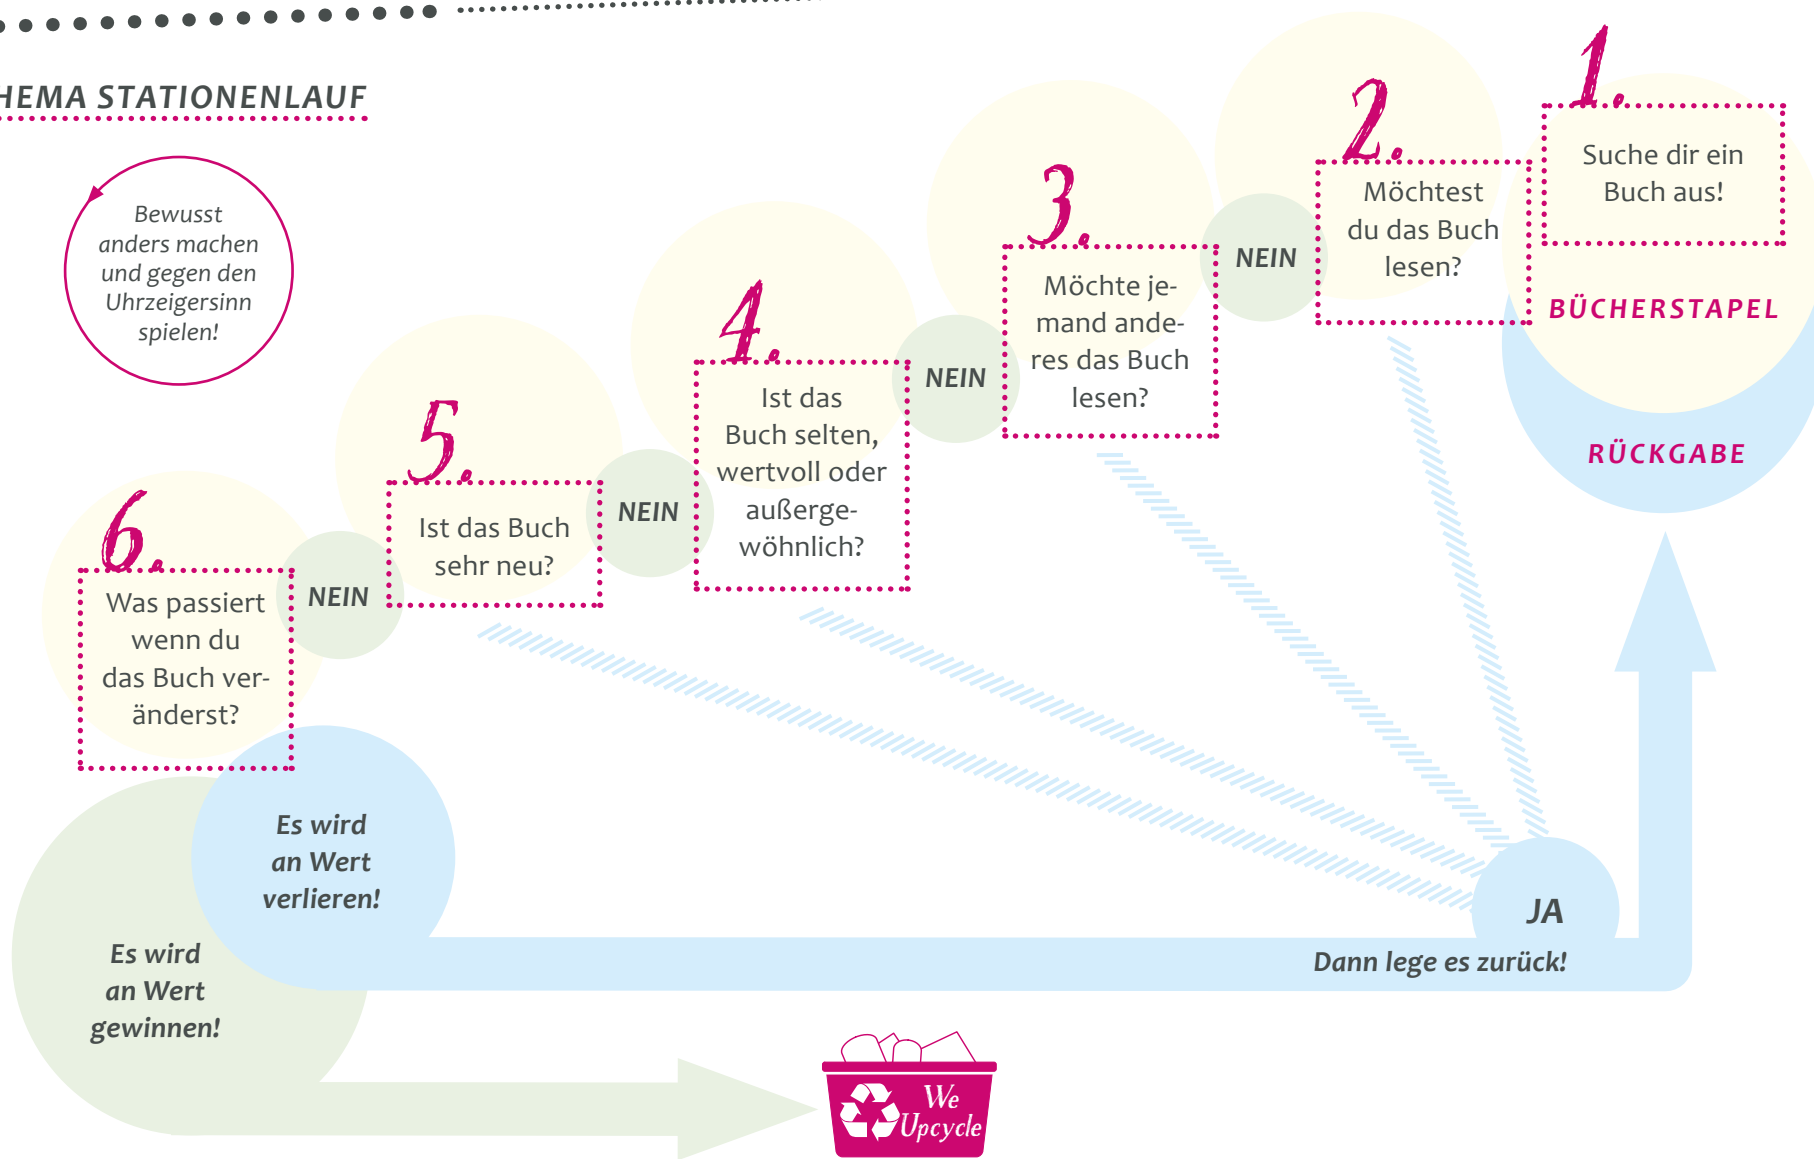 HEMA STATIONENLAUF
Bewusst
anders machen
und gegen den
Uhrzeigersinn
spielen!
1.
Suche dir ein
Buch aus!
BÜCHERSTAPEL
RÜCKGABE
2.
Möchtest
du das Buch
lesen?
NEIN
3.
Möchte je-
mand ande-
res das Buch
lesen?
NEIN
4.
Ist das
Buch selten,
wertvoll oder
außerge-
wöhnlich?
NEIN
5.
Ist das Buch
sehr neu?
NEIN
6.
Was passiert
wenn du
das Buch ver-
änderst?
Es wird
an Wert
verlieren!
Es wird
an Wert
gewinnen!
JA
Dann lege es zurück!
We
Upcycle